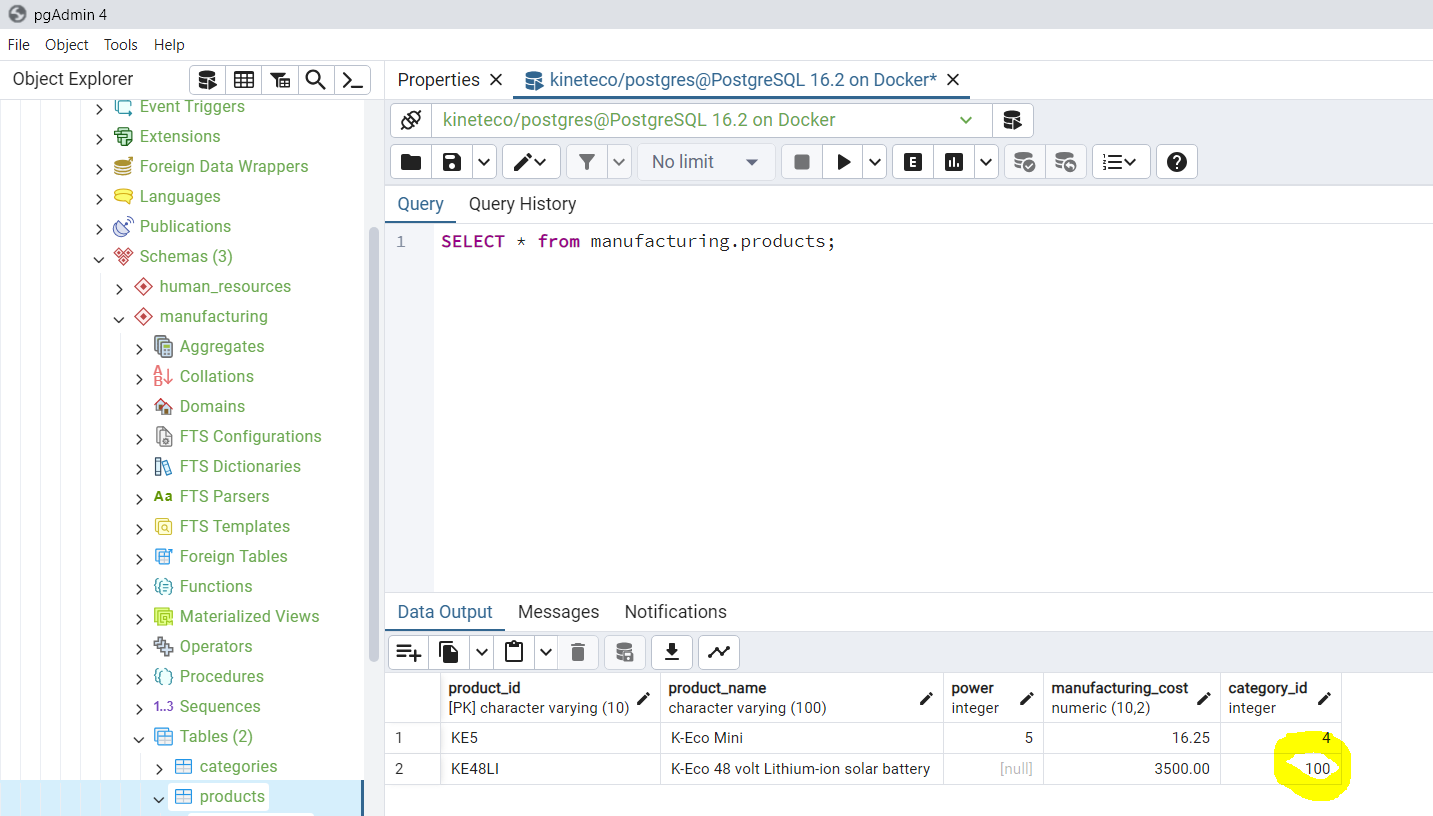 pgAdmin 4
File Object Tools Help
Object Explorer
Properties kineteco/postgres@PostgreSQL 16.2 on Docker*
Event Triggers
Extensions
Foreign Data Wrappers
Languages
Publications
Schemas (3)
human_resources
manufacturing
Aggregates
A
B
Collations
Domains
FTS Configurations
FTS Dictionaries
Aa FTS Parsers
FTS Templates
Foreign Tables
Functions
Materialized Views
Operators
Procedures
1..3 Sequences
Tables (2)
categories
products
kineteco/postgres@PostgreSQL 16.2 on Docker
No limit E
Query Query History
1 SELECT * from manufacturing.products;
Data Output Messages Notifications
product_id product_name power manufacturing_cost category_id
[PK] character varying (10) character varying (100) integer numeric (10,2) integer
1 KE5 K-Eco Mini 5 16.25 4
2 KE48LI K-Eco 48 volt Lithium-ion solar battery [null] 3500.00 100